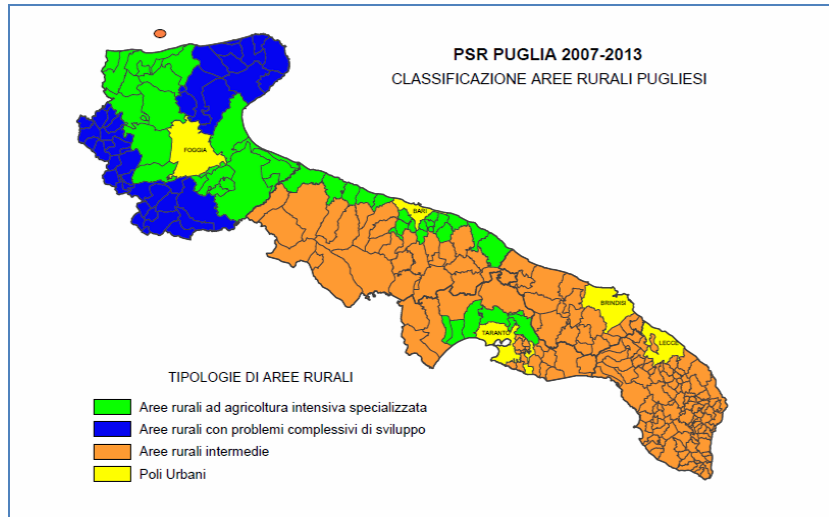 PSR PUGLIA 2007-2013
CLASSIFICAZIONE AREE RURALI PUGLIESI
FOGGIA
BARI
BRINDISI
TARANTO
LECCE
TIPOLOGIE DI AREE RURALI
Aree rurali ad agricoltura intensiva specializzata
Aree rurali con problemi complessivi di sviluppo
Aree rurali intermedie
Poli Urbani